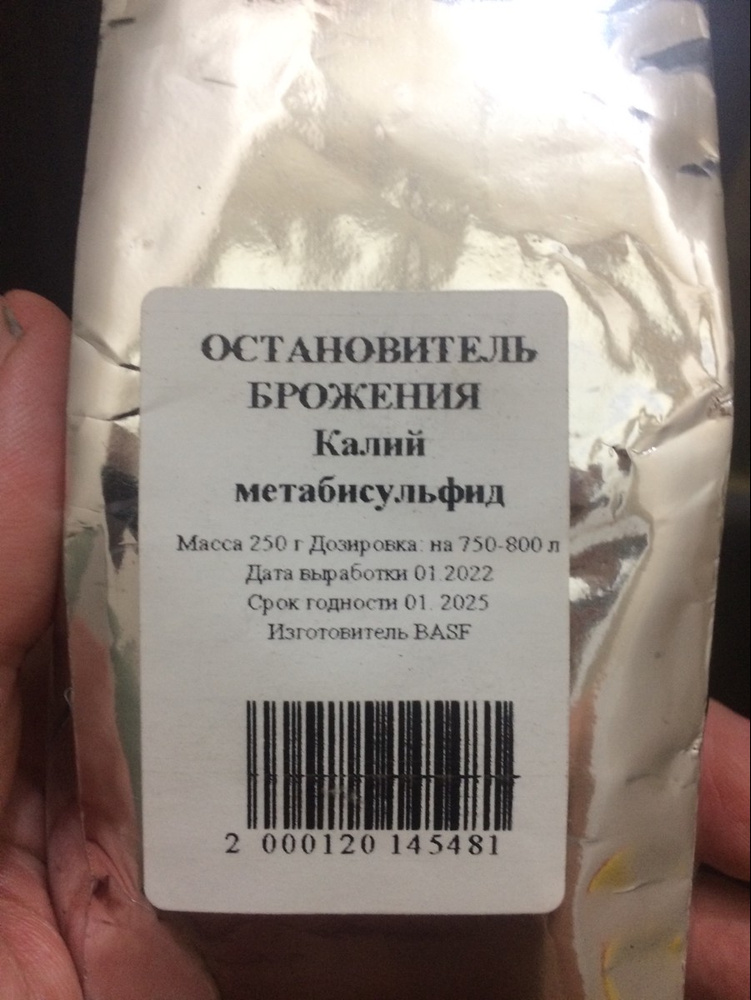 ОСТАНОВИТЕЛЬ
БРОЖЕНИЯ
Калий
метабисульфид
Масса 250 г Дозировка: на 750-800 л
Дата выработки 01.2022
Срок годности 01. 2025
Изготовитель BASF
2 000120 145481